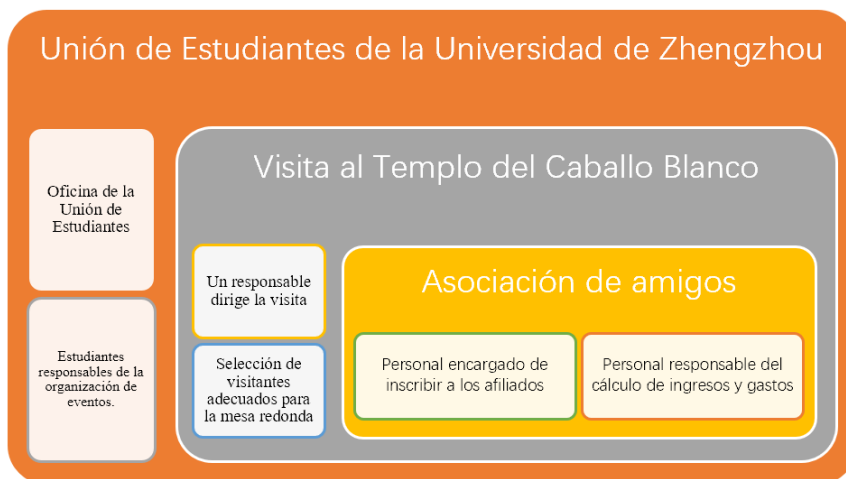 Unión de Estudiantes de la Universidad de Zhengzhou
Oficina de la
Unión de
Estudiantes
Estudiantes
responsables de la
organización de
eventos.
Visita al Templo del Caballo Blanco
Un responsable
dirige la visita
Selección de
visitantes
adecuados para
la mesa redonda
Asociación de amigos
Personal encargado de
inscribir a los afiliados
Personal responsable del
cálculo de ingresos y gastos